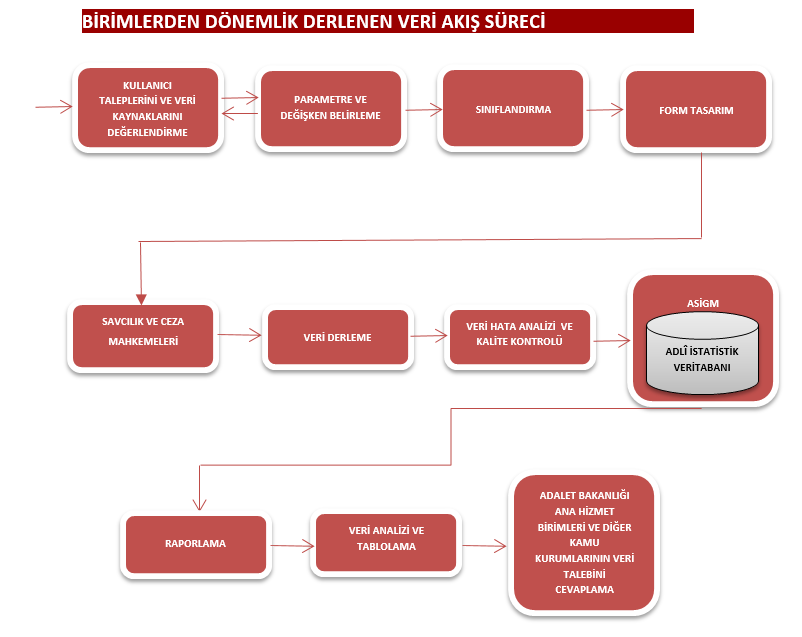 BİRİMLERDEN DÖNEMLİK DERLENEN VERİ AKIŞ SÜRECİ
KULLANICI
TALEPLERİNİ VE VERİ
KAYNAKLARINI
DEĞERLENDİRME
PARAMETRE VE
DEĞİŞKEN BELİRLEME
SINIFLANDIRMA
FORM TASARIM
SAVCILIK VE CEZA
MAHKEMELERİ
VERİ DERLEME
VERİ HATA ANALİZİ VE
KALİTE KONTROLÜ
ASİGM
ADLÎ İSTATİSTİK
VERİTABANI
RAPORLAMA
VERİ ANALİZİ VE
TABLOLAMA
ADALET BAKANLIĞI
ANA HİZMET
BİRİMLERİ VE DİĞER
KAMU
KURUMLARININ VERİ
TALEBİNİ
CEVAPLAMA